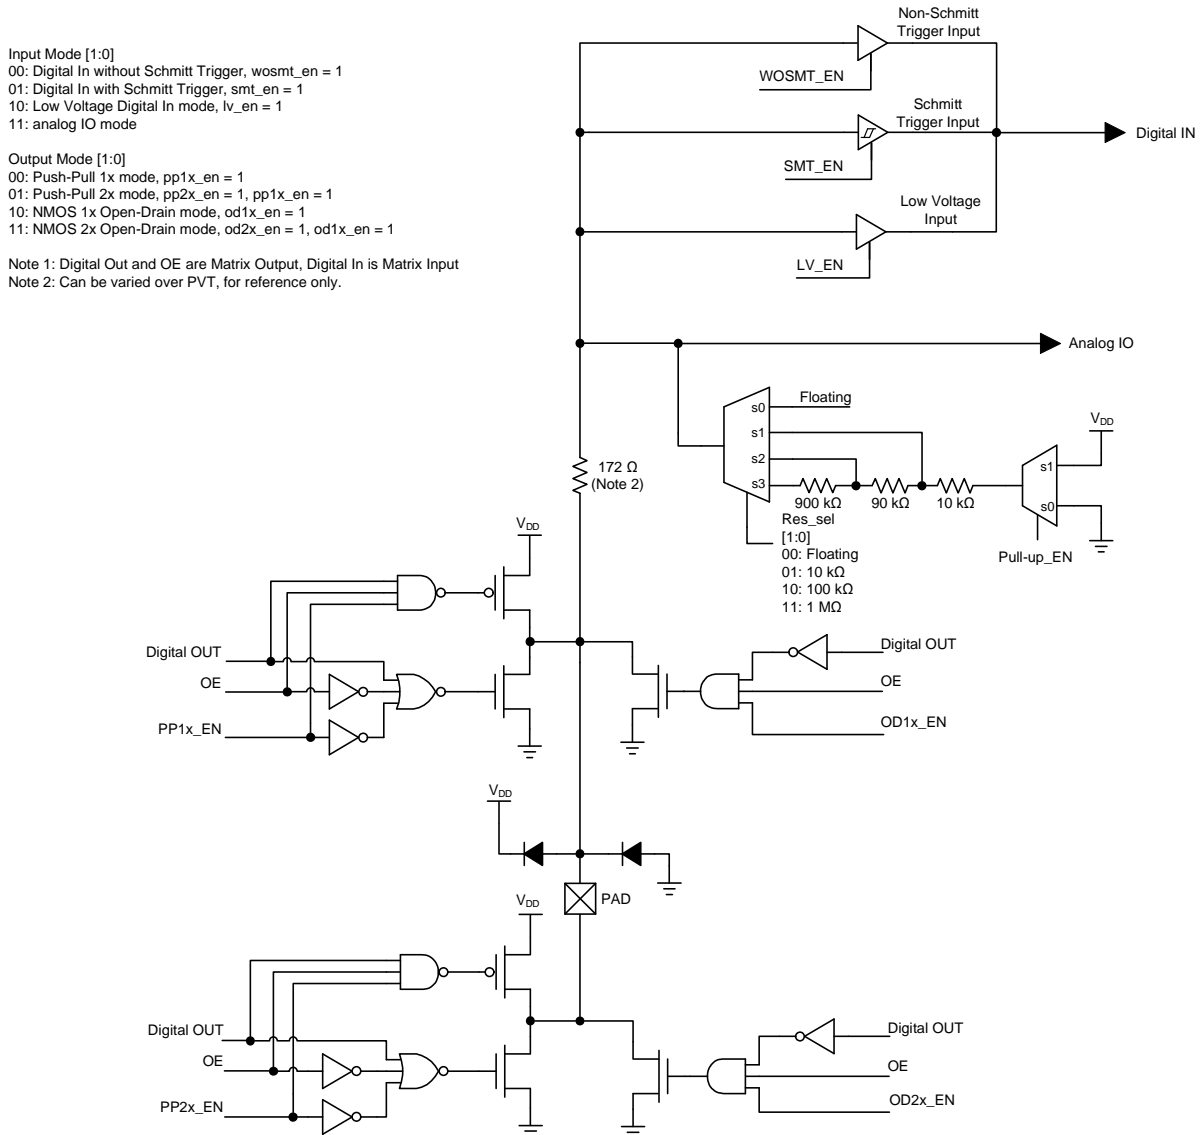 Input Mode [1:0]
00: Digital In without Schmitt Trigger, wosmt_en = 1
01: Digital In with Schmitt Trigger, smt_en = 1
10: Low Voltage Digital In mode, lv_en = 1
11: analog IO mode
Output Mode [1:0]
00: Push-Pull 1x mode, pp1x_en = 1
01: Push-Pull 2x mode, pp2x_en = 1, pp1x_en = 1
10: NMOS 1x Open-Drain mode, od1x_en = 1
11: NMOS 2x Open-Drain mode, od2x_en = 1, od1x_en = 1
Note 1: Digital Out and OE are Matrix Output, Digital In is Matrix Input
Note 2: Can be varied over PVT, for reference only.
Non-Schmitt
Trigger Input
WOSMT_EN
Schmitt
Trigger Input
Digital IN
SMT_EN
Low Voltage
Input
LV_EN
Analog IO
Floating
s0
s1
s2
s3
900 kΩ
90 kΩ
10 kΩ
VDD
s1
s0
Pull-up_EN
Res_sel
[1:0]
00: Floating
01: 10 kΩ
10: 100 kΩ
11: 1 MΩ
172 Ω
(Note 2)
VDD
Digital OUT
OE
PP1x_EN
Digital OUT
OE
OD1x_EN
VDD
PAD
VDD
Digital OUT
OE
PP2x_EN
Digital OUT
OE
OD2x_EN